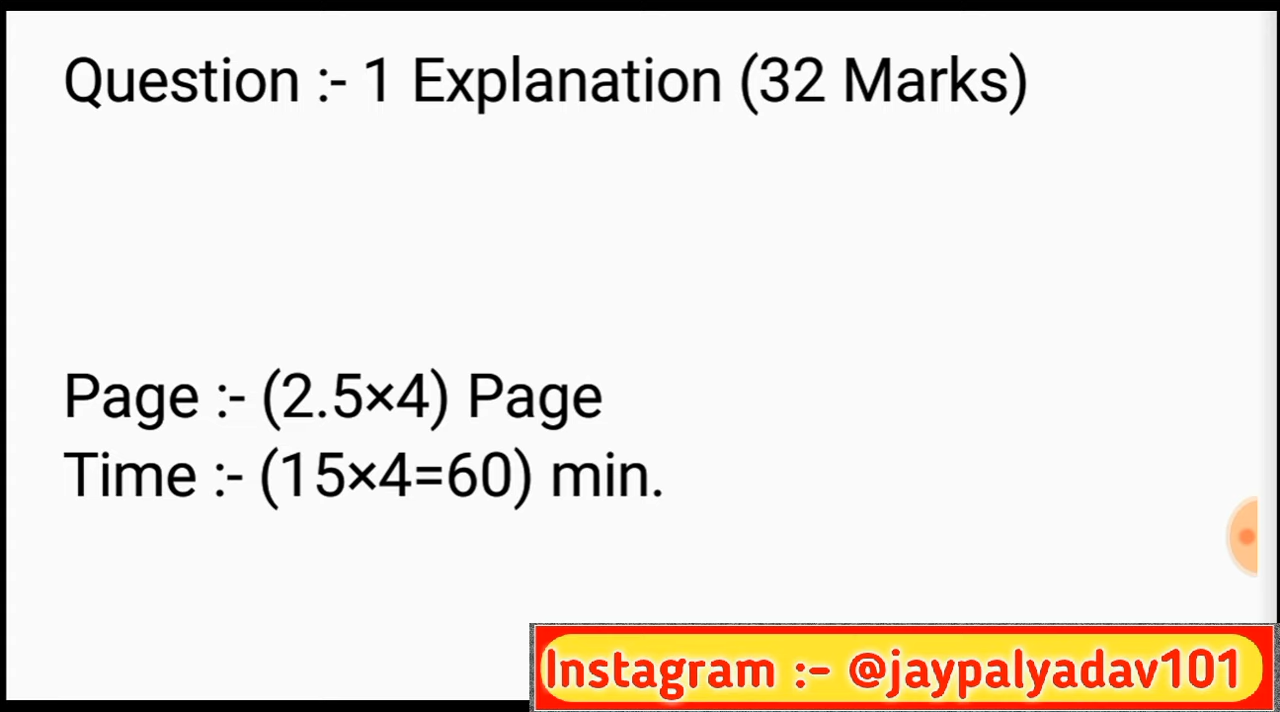 Question :- 1 Explanation (32 Marks)
Page :- (2.5×4) Page
Time :- (15×4=60) min.
Instagram :- @jaypalyadav101